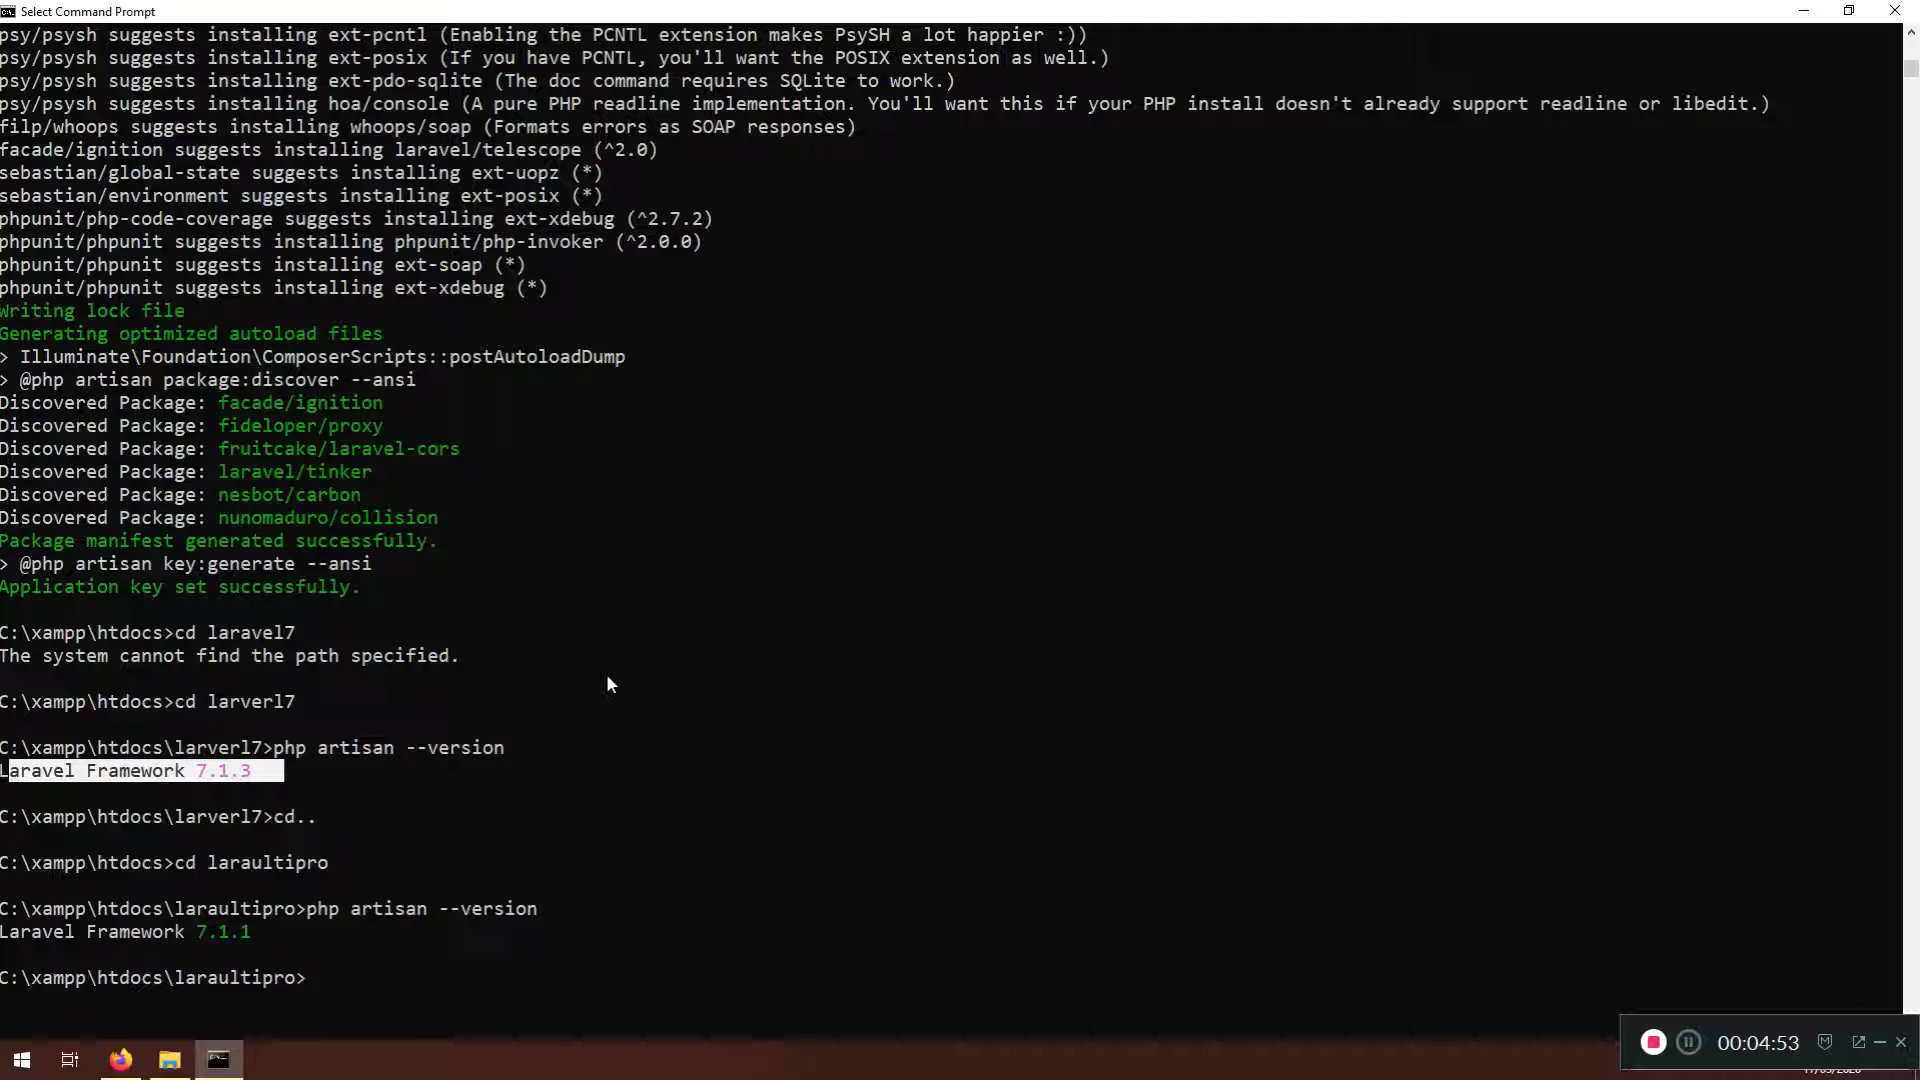 Select Command Prompt
psy/psysh suggests installing ext-pcntl (Enabling the PCNTL extension makes PsySH a lot happier :))
psy/psysh suggests installing ext-posix (If you have PCNTL, you'll want the POSIX extension as well.)
psy/psysh suggests installing ext-pdo-sqlite (The doc command requires SQLite to work.)
psy/psysh suggests installing hoa/console (A pure PHP readline implementation. You'll want this if your PHP install doesn't already support readline or libedit.)
filp/whoops suggests installing whoops/soap (Formats errors as SOAP responses)
facade/ignition suggests installing laravel/telescope (^2.0)
sebastian/global-state suggests installing ext-uopz (*)
sebastian/environment suggests installing ext-posix (*)
phpunit/php-code-coverage suggests installing ext-xdebug (^2.7.2)
phpunit/phpunit suggests installing phpunit/php-invoker (^2.0.0)
phpunit/phpunit suggests installing ext-soap (*)
phpunit/phpunit suggests installing ext-xdebug (*)
Writing lock file
Generating optimized autoload files
> Illuminate\Foundation\ComposerScripts::postAutoloadDump
> @php artisan package:discover --ansi
Discovered Package: facade/ignition
Discovered Package: fideloper/proxy
Discovered Package: fruitcake/laravel-cors
Discovered Package: laravel/tinker
Discovered Package: nesbot/carbon
Discovered Package: nunomaduro/collision
Package manifest generated successfully.
> @php artisan key:generate --ansi
Application key set successfully.
C:\xampp\htdocs>cd laravel7
The system cannot find the path specified.
C:\xampp\htdocs>cd larverl7
C:\xampp\htdocs\larverl7>php artisan --version
Laravel Framework 7.1.3
C:\xampp\htdocs\larverl7>cd..
C:\xampp\htdocs>cd laraultipro
C:\xampp\htdocs\laraultipro>php artisan --version
Laravel Framework 7.1.1
C:\xampp\htdocs\laraultipro>
00:04:53